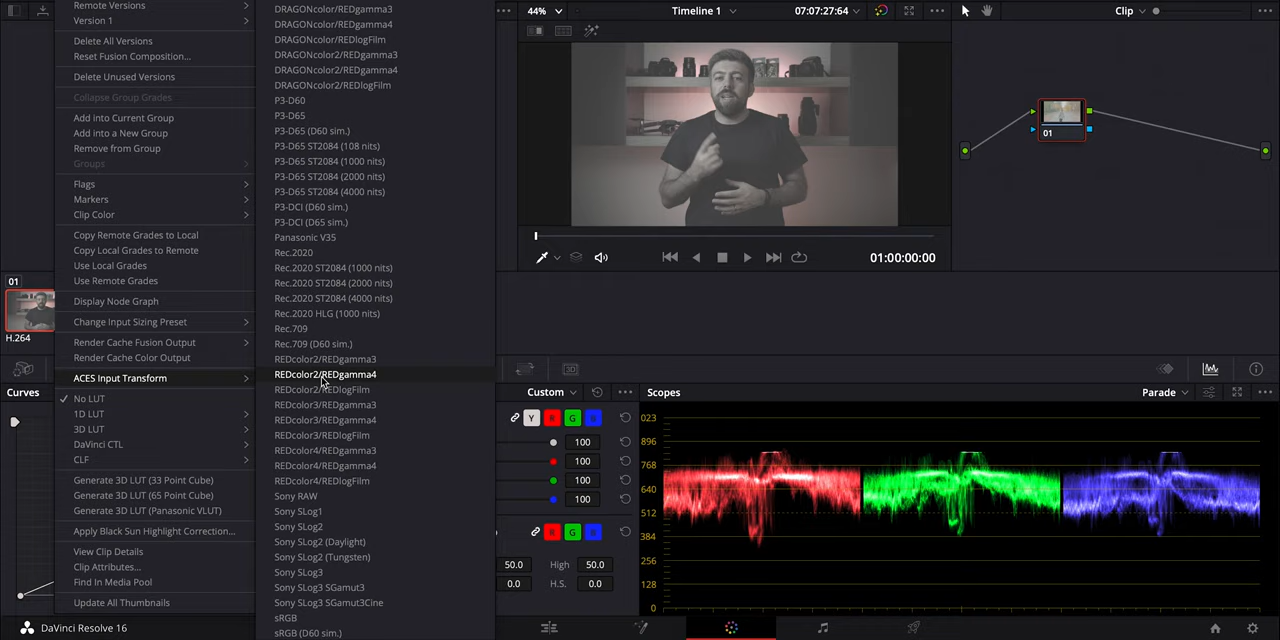 Remote Versions
Version 1
Delete All Versions
Reset Fusion Composition...
Delete Unused Versions
Collapse Group Grades
Add into Current Group
Add into a New Group
Remove from Group
Groups
Flags
Markers
Clip Color
Copy Remote Grades to Local
Copy Local Grades to Remote
Use Local Grades
Use Remote Grades
Display Node Graph
Change Input Sizing Preset
Render Cache Fusion Output
Render Cache Color Output
ACES Input Transform
No LUT
1D LUT
3D LUT
DaVinci CTL
CLF
Generate 3D LUT (33 Point Cube)
Generate 3D LUT (65 Point Cube)
Generate 3D LUT (Panasonic VLUT)
Apply Black Sun Highlight Correction...
View Clip Details
Clip Attributes...
Find In Media Pool
Update All Thumbnails
DRAGONcolor/REDgamma3
DRAGONcolor/REDgamma4
DRAGONcolor/REDlogFilm
DRAGONcolor2/REDgamma3
DRAGONcolor2/REDgamma4
DRAGONcolor2/REDlogFilm
P3-D60
P3-D65
P3-D65 (D60 sim.)
P3-D65 ST2084 (108 nits)
P3-D65 ST2084 (1000 nits)
P3-D65 ST2084 (2000 nits)
P3-D65 ST2084 (4000 nits)
P3-DCI (D60 sim.)
P3-DCI (D65 sim.)
Panasonic V35
Rec.2020
Rec.2020 ST2084 (1000 nits)
Rec.2020 ST2084 (2000 nits)
Rec.2020 ST2084 (4000 nits)
Rec.2020 HLG (1000 nits)
Rec.709
Rec.709 (D60 sim.)
REDcolor2/REDgamma3
REDcolor2/REDgamma4
REDcolor2/REDlogFilm
REDcolor3/REDgamma3
REDcolor3/REDgamma4
REDcolor3/REDlogFilm
REDcolor4/REDgamma3
REDcolor4/REDgamma4
REDcolor4/REDlogFilm
Sony RAW
Sony SLog1
Sony SLog2
Sony SLog2 (Daylight)
Sony SLog2 (Tungsten)
Sony SLog3
Sony SLog3 SGamut3
Sony SLog3 SGamut3Cine
sRGB
sRGB (D60 sim.)
44%
Timeline 1
07:07:27:64
Clip
01
01:00:00:00
01
H.264
Curves
Custom
Y R G B
100
100
100
100
R G B
50.0 High 50.0
0.0 H.S. 0.0
Scopes
Parade
023
896
768
640
512
384
256
128
0
DaVinci Resolve 16